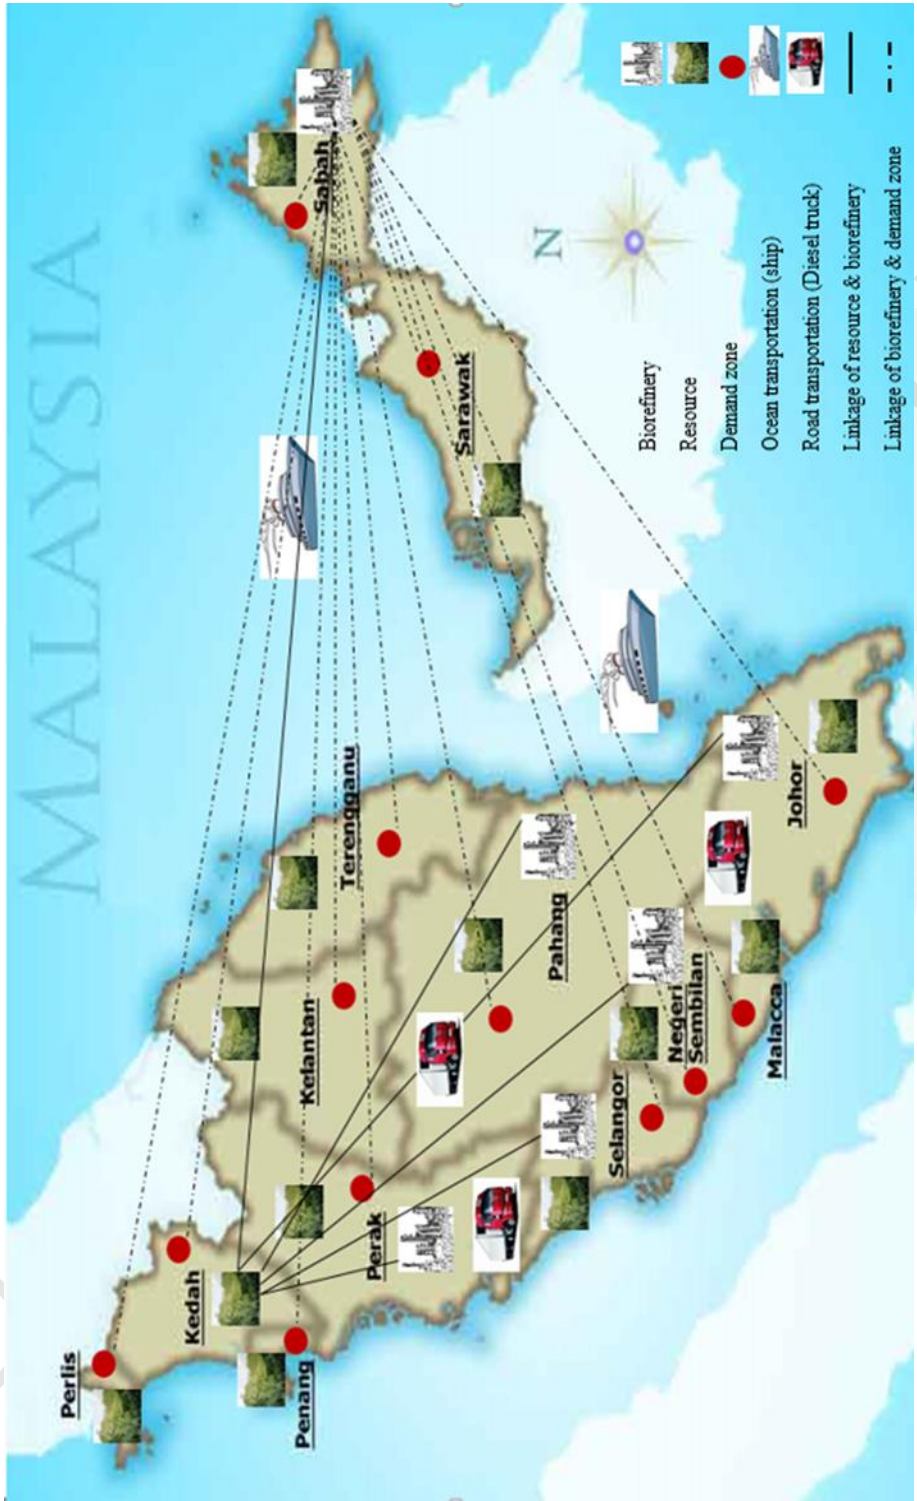 MALAYSIA
Perlis
Kedah
Penang
Perak
Kelantan
Terengganu
Pahang
Selangor
Negeri
Sembilan
Malacca
Johor
Sarawak
Sabah
N
Biorefinery
Resource
Demand zone
Ocean transportation (ship)
Road transportation (Diesel truck)
Linkage of resource & biorefinery
Linkage of biorefinery & demand zone